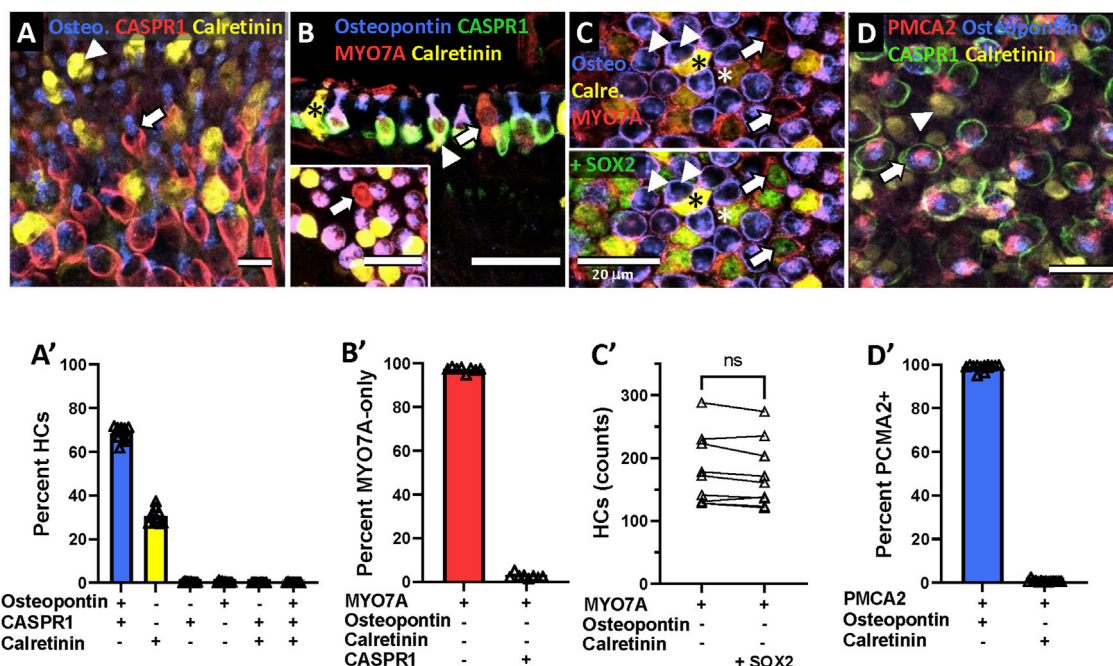 A Osteo. CASPR1 Calretinin
B Osteopontin CASPR1
MYO7A Calretinin
*
C
Osteo.
Calre.
MYO7A
* *
+ SOX2
* *
20 µm
D PMCA2 Osteopontin
CASPR1 Calretinin
A’
Percent HCs
100
80
60
40
20
0
Osteopontin + - - + - +
CASPR1 + - + - + +
Calretinin - + - - + +
B’
Percent MYO7A-only
100
80
60
40
20
0
MYO7A + +
Osteopontin - -
Calretinin - -
CASPR1 - +
C’
HCs (counts)
ns
300
200
100
0
MYO7A + +
Osteopontin - -
Calretinin - -
+ SOX2
D’
Percent PCMA2+
100
80
60
40
20
0
PMCA2 + +
Osteopontin + -
Calretinin - +